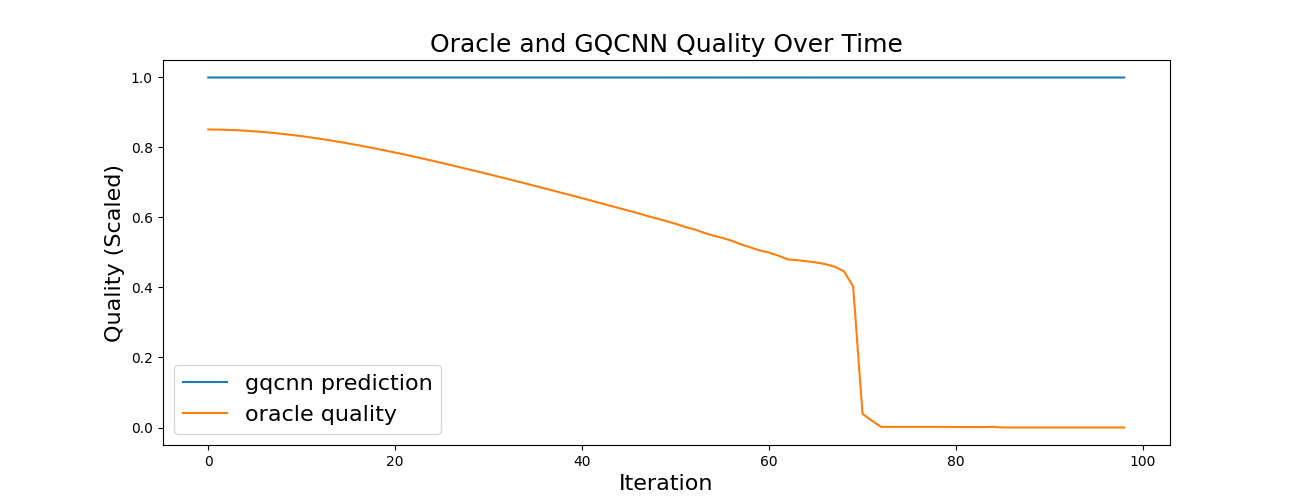 Oracle and GQCNN Quality Over Time
Quality (Scaled)
1.0
0.8
0.6
0.4
0.2
0.0
gqcnn prediction
oracle quality
0 20 40 60 80 100
Iteration